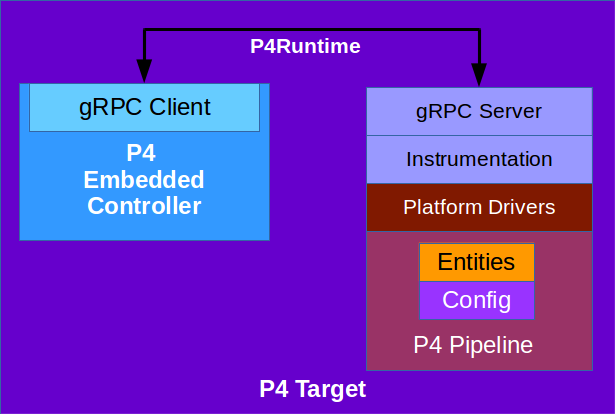 P4Runtime
gRPC Client
P4
Embedded
Controller
gRPC Server
Instrumentation
Platform Drivers
Entities
Config
P4 Pipeline
P4 Target